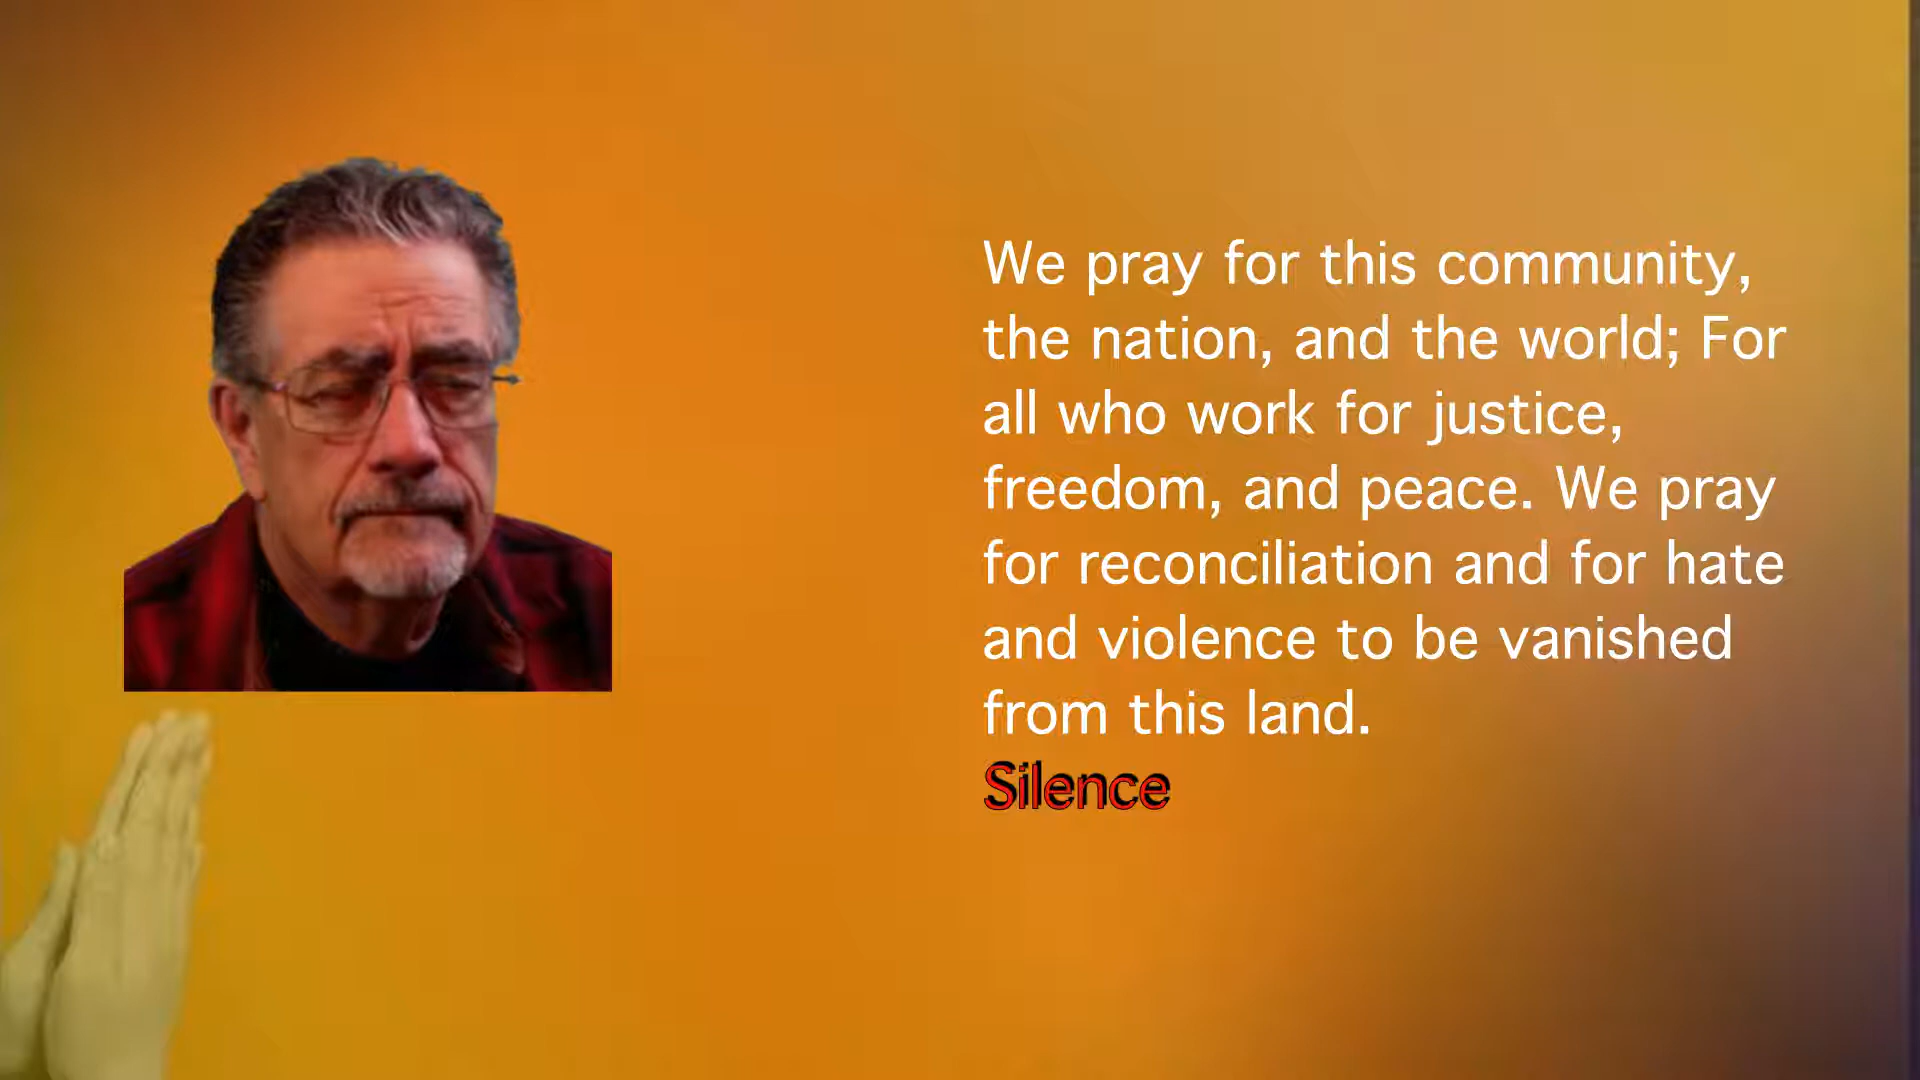 We pray for this community,
the nation, and the world; For
all who work for justice,
freedom, and peace. We pray
for reconciliation and for hate
and violence to be vanished
from this land.
Silence